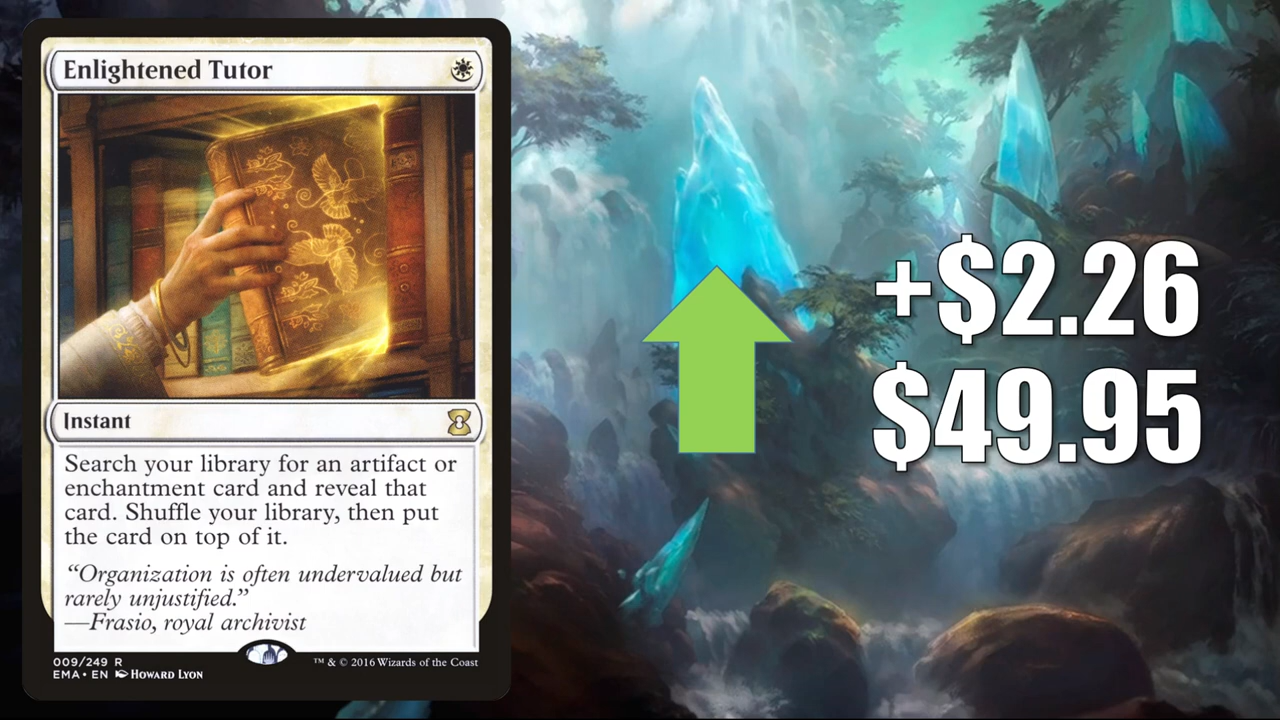 Enlightened Tutor
Instant
Search your library for an artifact or
enchantment card and reveal that
card. Shuffle your library, then put
the card on top of it.
“Organization is often undervalued but
rarely unjustified.”
—Frasio, royal archivist
009/249 R
EMA • EN Howard Lyon
™ & © 2016 Wizards of the Coast
+$2.26
$49.95